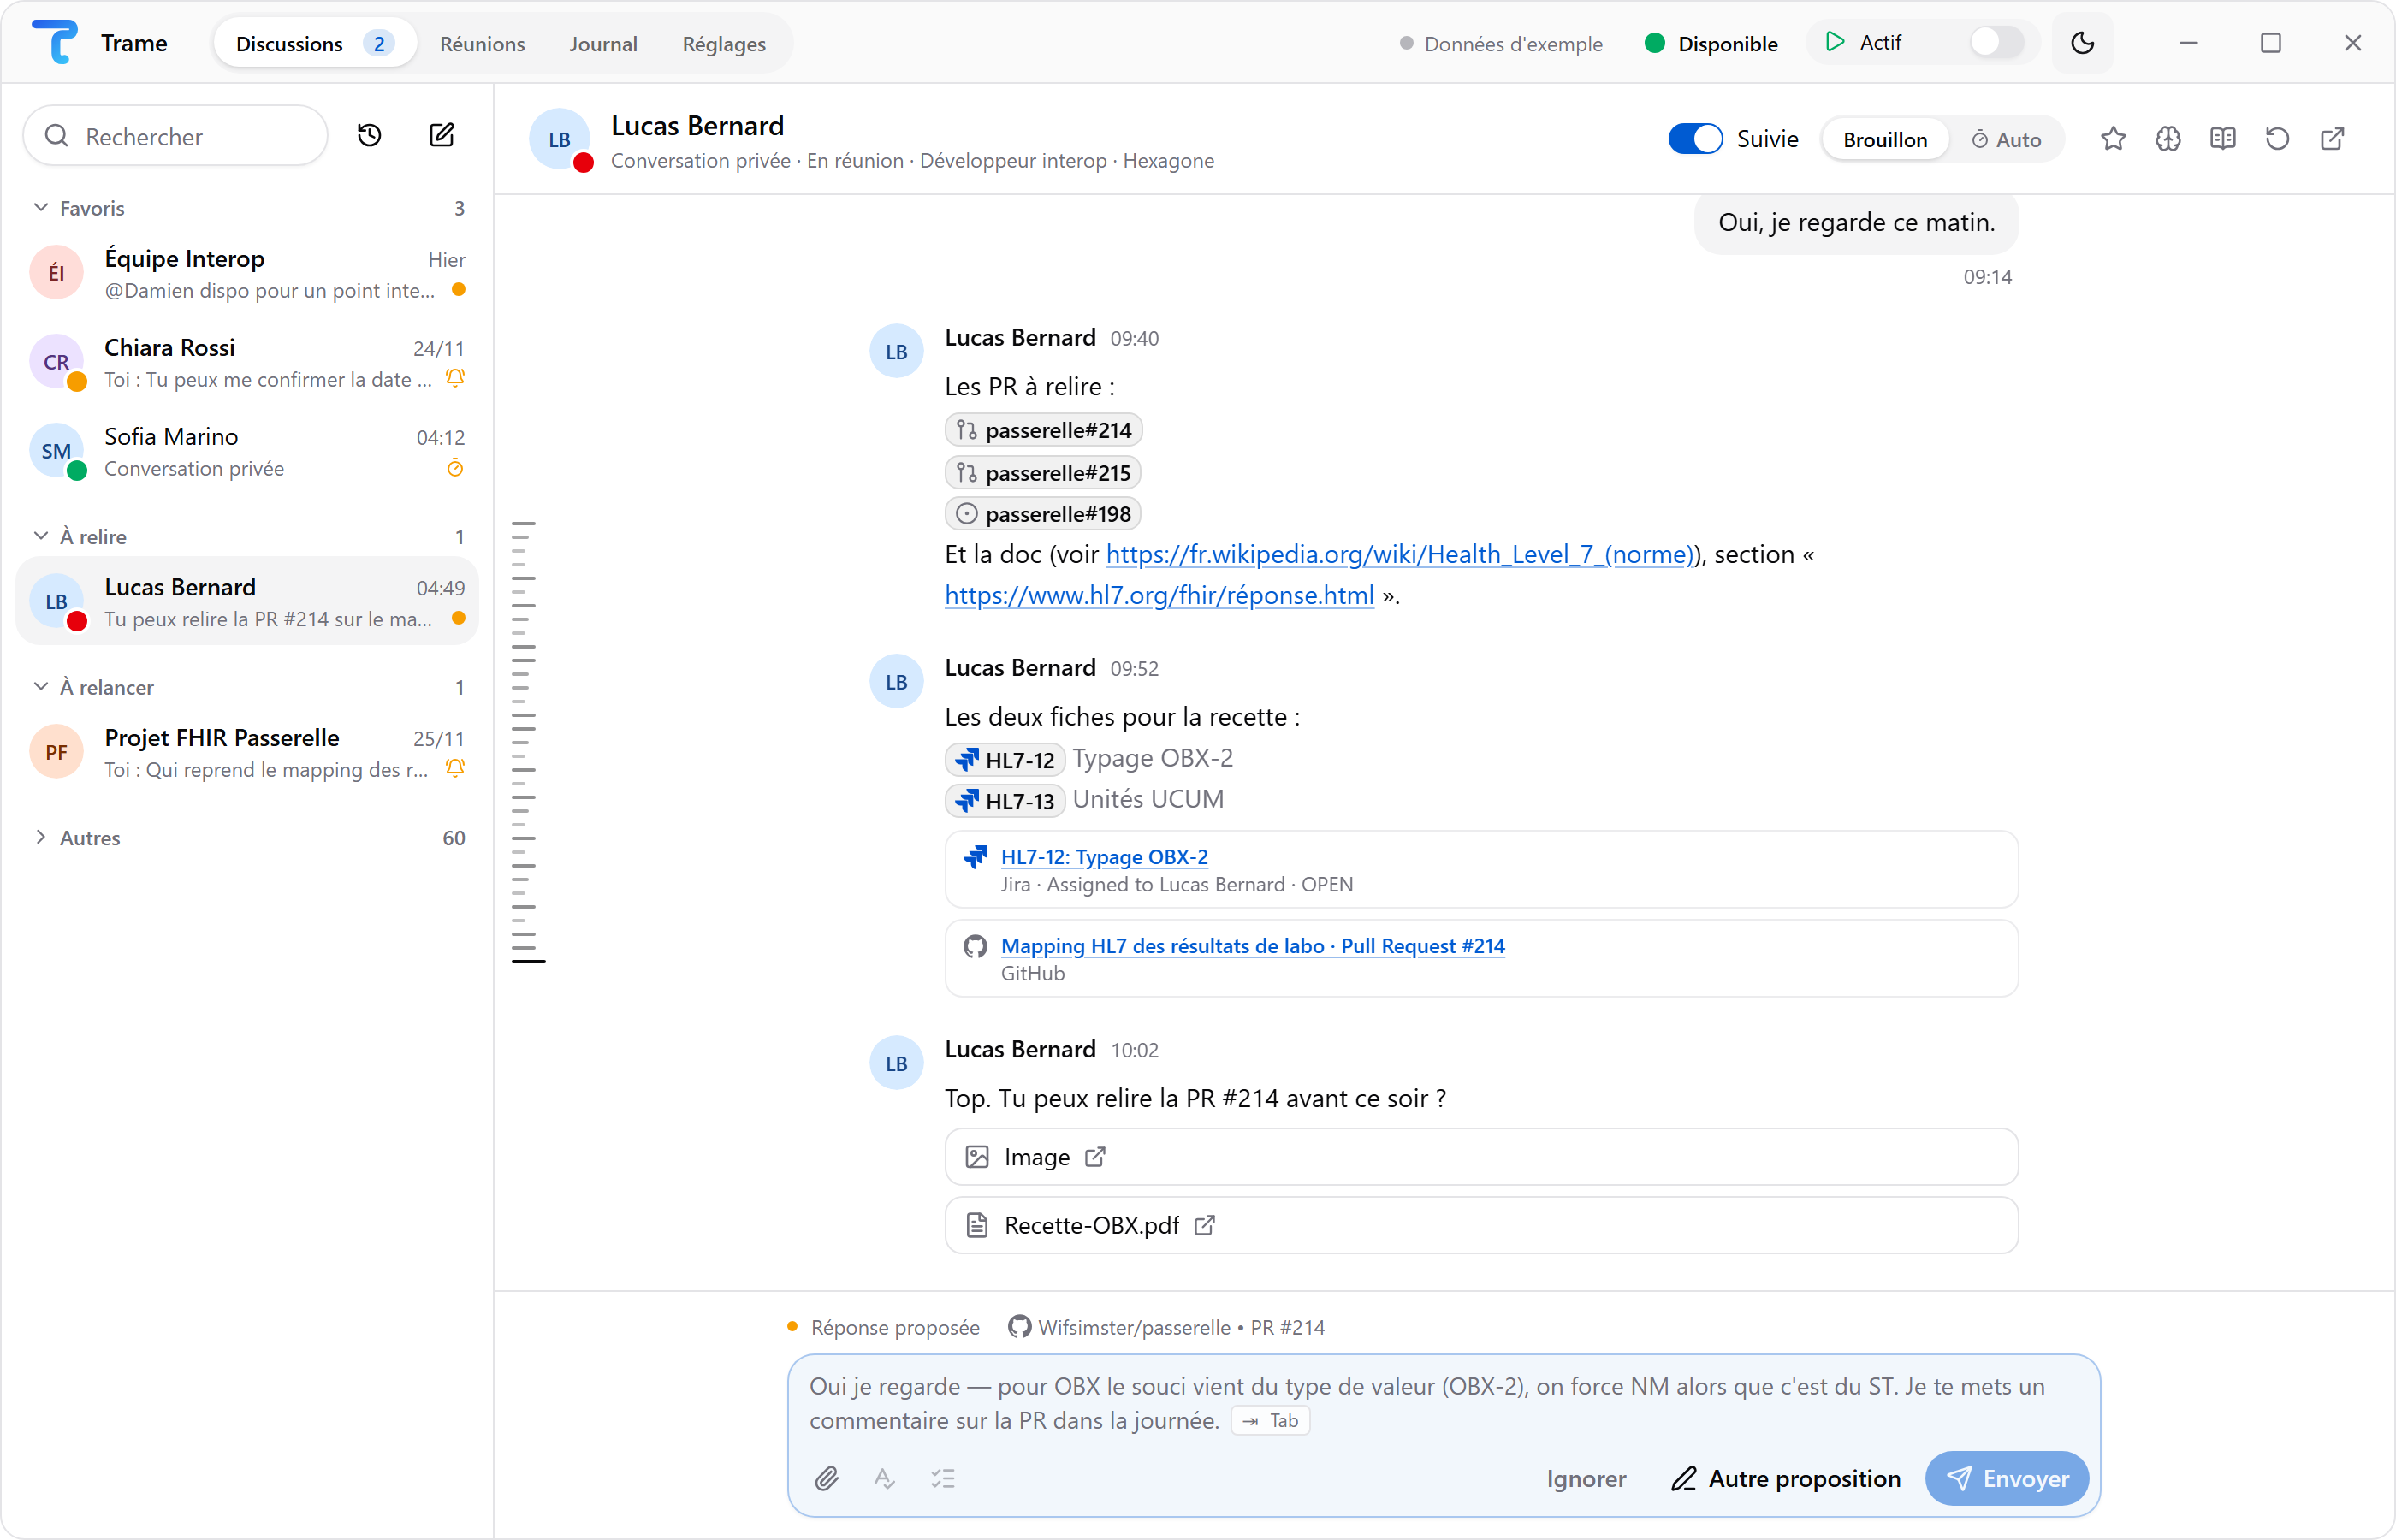 Trame
Discussions 2
Réunions
Journal
Réglages
Données d'exemple
Disponible
Actif
Rechercher
Favoris 3
ÉI
Équipe Interop Hier
@Damien dispo pour un point inte...
CR
Chiara Rossi 24/11
Toi : Tu peux me confirmer la date ...
SM
Sofia Marino 04:12
Conversation privée
À relire 1
LB
Lucas Bernard 04:49
Tu peux relire la PR #214 sur le ma...
À relancer 1
PF
Projet FHIR Passerelle 25/11
Toi : Qui reprend le mapping des r...
Autres 60
LB
Lucas Bernard
Conversation privée · En réunion · Développeur interop · Hexagone
Suivie
Brouillon
Auto
Oui, je regarde ce matin.
09:14
LB
Lucas Bernard 09:40
Les PR à relire :
passerelle#214
passerelle#215
passerelle#198
Et la doc (voir https://fr.wikipedia.org/wiki/Health_Level_7_(norme)), section «
https://www.hl7.org/fhir/réponse.html ».
LB
Lucas Bernard 09:52
Les deux fiches pour la recette :
HL7-12 Typage OBX-2
HL7-13 Unités UCUM
HL7-12: Typage OBX-2
Jira · Assigned to Lucas Bernard · OPEN
Mapping HL7 des résultats de labo · Pull Request #214
GitHub
LB
Lucas Bernard 10:02
Top. Tu peux relire la PR #214 avant ce soir ?
Image
Recette-OBX.pdf
Réponse proposée
Wifsimster/passerelle • PR #214
Oui je regarde — pour OBX le souci vient du type de valeur (OBX-2), on force NM alors que c'est du ST. Je te mets un
commentaire sur la PR dans la journée. ⇥ Tab
Ignorer
Autre proposition
Envoyer